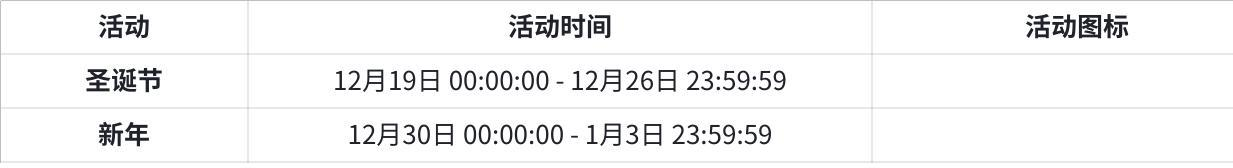 活动 活动时间 活动图标
圣诞节 12月19日 00:00:00 - 12月26日 23:59:59
新年 12月30日 00:00:00 - 1月3日 23:59:59